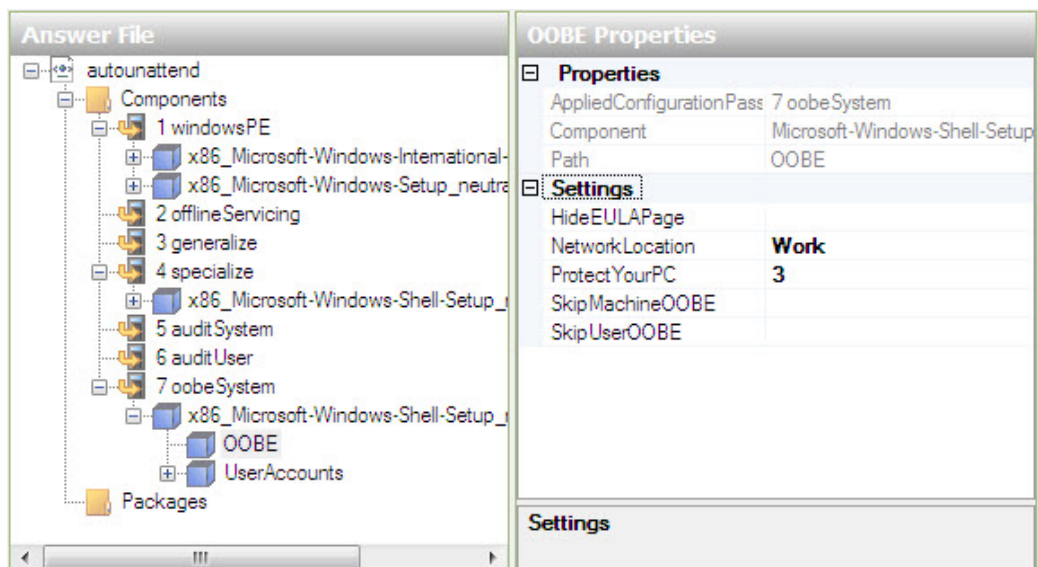 Answer File
autounattend
Components
1 windowsPE
x86_Microsoft-Windows-International-
x86_Microsoft-Windows-Setup_neutra
2 offlineServicing
3 generalize
4 specialize
x86_Microsoft-Windows-Shell-Setup_r
5 auditSystem
6 auditUser
7 oobeSystem
x86_Microsoft-Windows-Shell-Setup_r
OOBE
UserAccounts
Packages
OOBE Properties
Properties
AppliedConfigurationPass 7 oobeSystem
Component Microsoft-Windows-Shell-Setup
Path OOBE
Settings
HideEULAPage
NetworkLocation Work
ProtectYourPC 3
SkipMachineOOBE
SkipUserOOBE
Settings